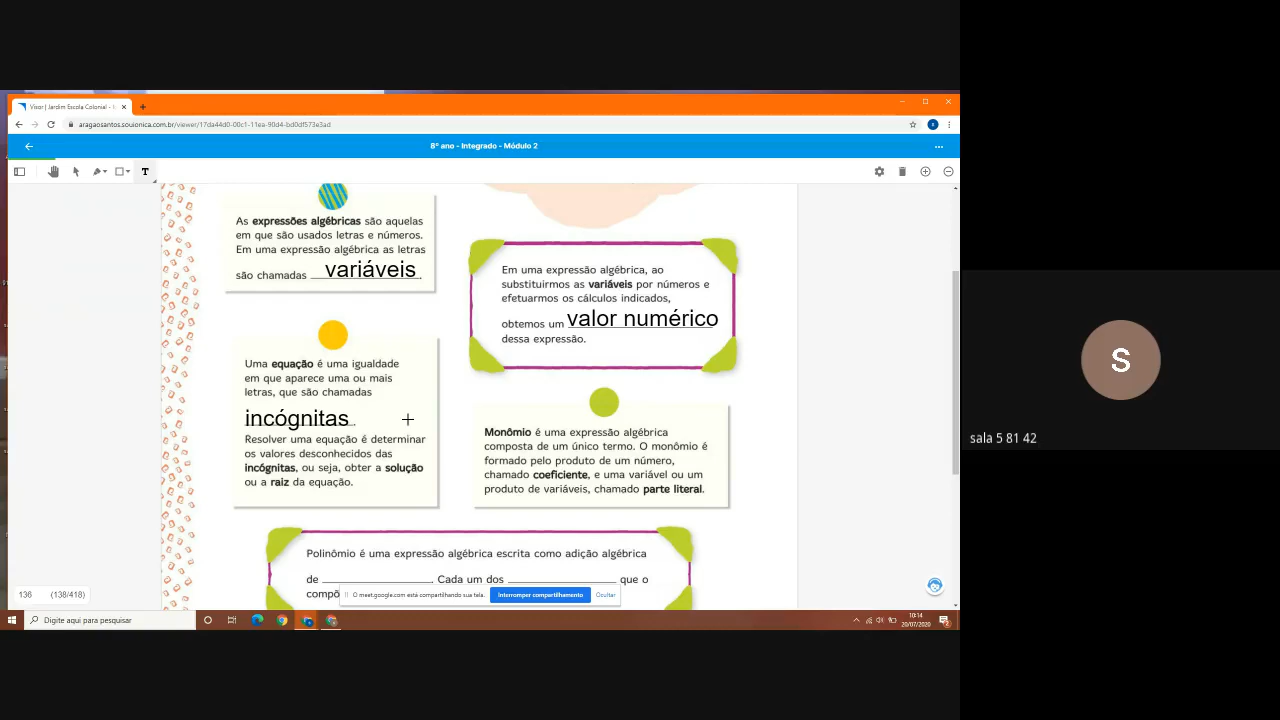 Visor | Jardim Escola Colonial - I
aragaosantos.souionica.com.br/viewer/17da44d0-00c1-11ea-90d4-bd0df573e3ad
8º ano - Integrado - Módulo 2
T
As expressões algébricas são aquelas
em que são usados letras e números.
Em uma expressão algébrica as letras
são chamadas variáveis.
Em uma expressão algébrica, ao
substituirmos as variáveis por números e
efetuarmos os cálculos indicados,
obtemos um valor numérico
dessa expressão.
Uma equação é uma igualdade
em que aparece uma ou mais
letras, que são chamadas
incógnitas.
Resolver uma equação é determinar
os valores desconhecidos das
incógnitas, ou seja, obter a solução
ou a raiz da equação.
Monômio é uma expressão algébrica
composta de um único termo. O monômio é
formado pelo produto de um número,
chamado coeficiente, e uma variável ou um
produto de variáveis, chamado parte literal.
Polinômio é uma expressão algébrica escrita como adição algébrica
de ____________. Cada um dos ____________ que o
compõ
136 (138/418)
O meet.google.com está compartilhando sua tela. Interromper compartilhamento Ocultar
Digite aqui para pesquisar
10:14
20/07/2020
S
sala 5 81 42